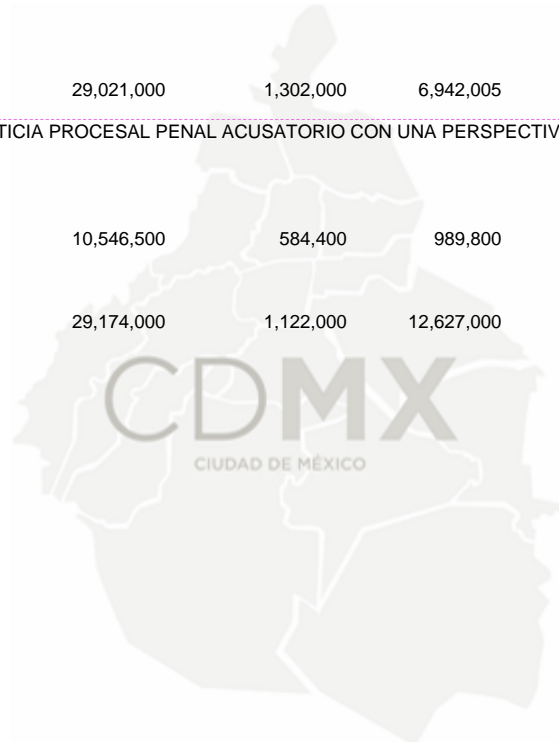 29,021,000 1,302,000 6,942,005
TICIA PROCESAL PENAL ACUSATORIO CON UNA PERSPECTIV
10,546,500 584,400 989,800
29,174,000 1,122,000 12,627,000
CDMX
CIUDAD DE MÉXICO